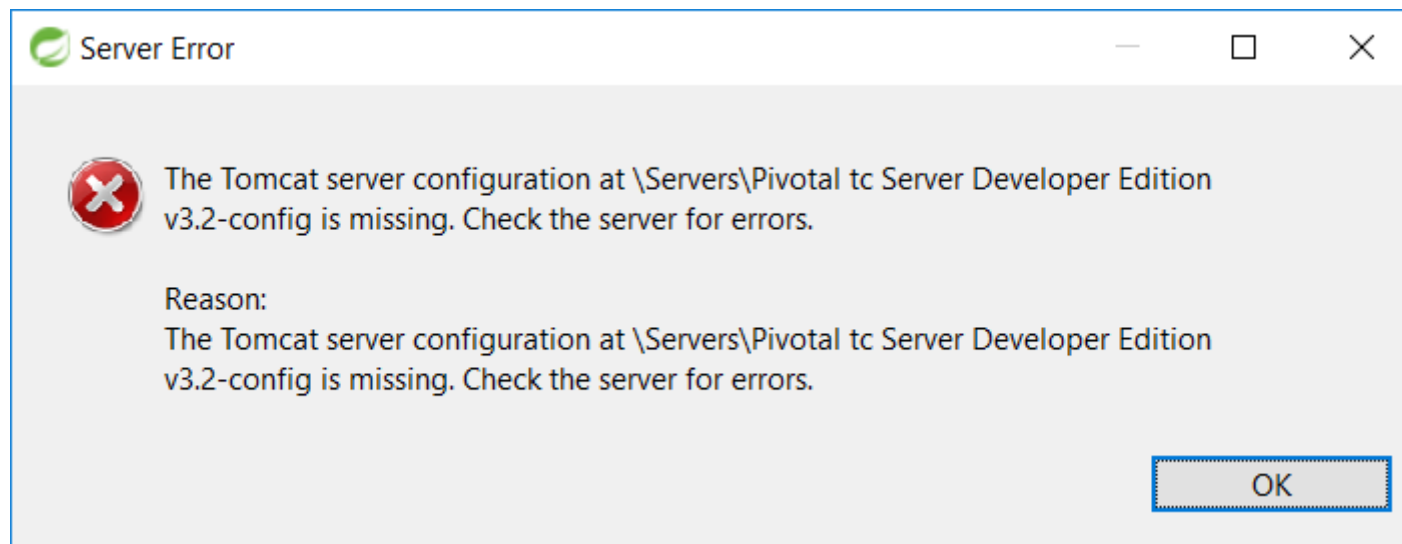 Server Error
The Tomcat server configuration at \Servers\Pivotal tc Server Developer Edition
v3.2-config is missing. Check the server for errors.
Reason:
The Tomcat server configuration at \Servers\Pivotal tc Server Developer Edition
v3.2-config is missing. Check the server for errors.
OK